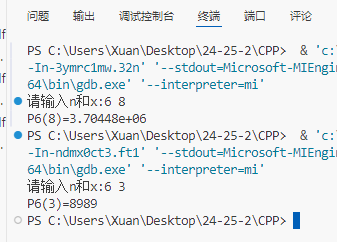 问题 输出 调试控制台 终端 端口 评论
PS C:\Users\Xuan\Desktop\24-25-2\CPP> & 'c:
-In-3ymrc1mw.32n' '--stdout=Microsoft-MIEngin
64\bin\gdb.exe' '--interpreter=mi'
请输入n和x:6 8
P6(8)=3.70448e+06
PS C:\Users\Xuan\Desktop\24-25-2\CPP> & 'c:
-In-ndmx0ct3.ft1' '--stdout=Microsoft-MIEngin
64\bin\gdb.exe' '--interpreter=mi'
请输入n和x:6 3
P6(3)=8989
PS C:\Users\Xuan\Desktop\24-25-2\CPP>